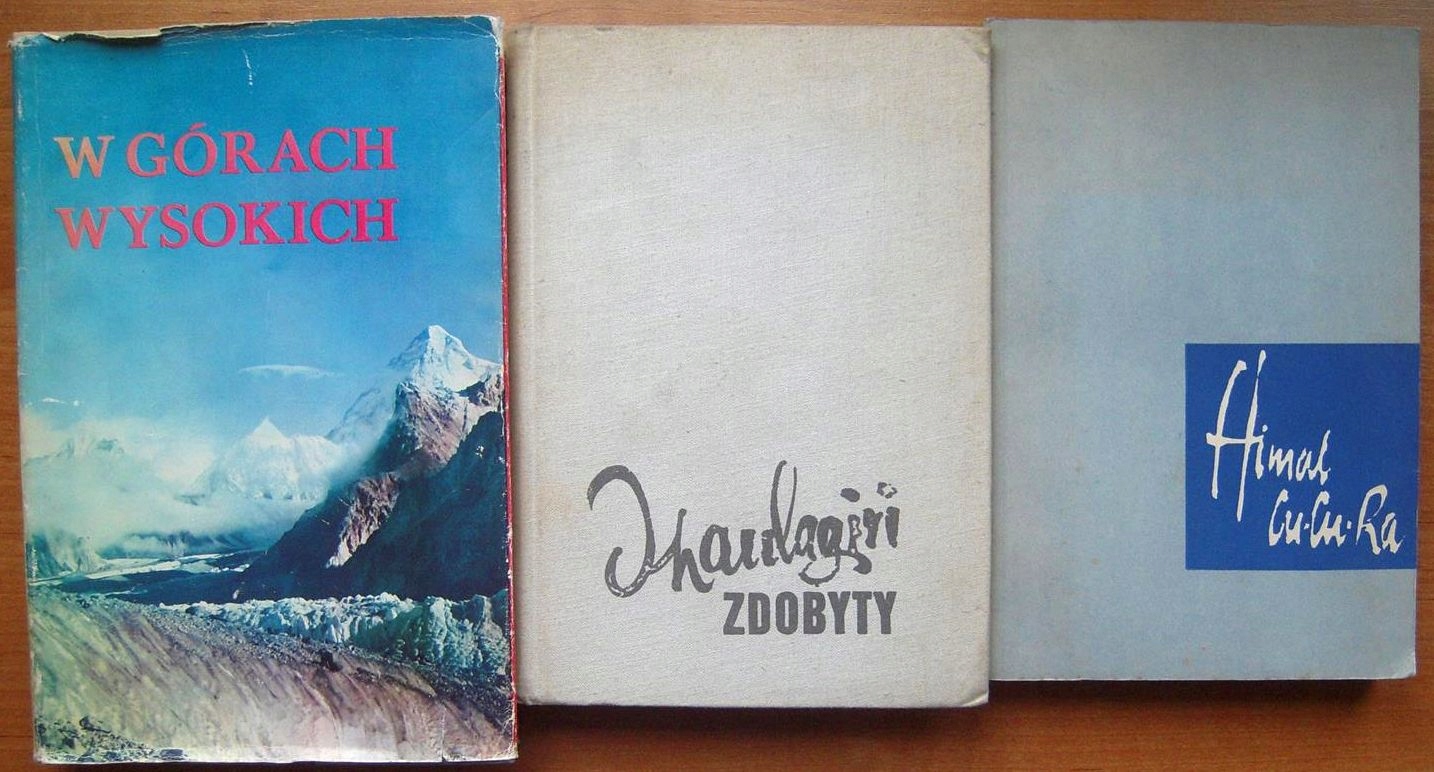 W GÓRACH
WYSOKICH
Dhaulagiri
ZDOBYTY
Himal
Cu·Cu·Ra